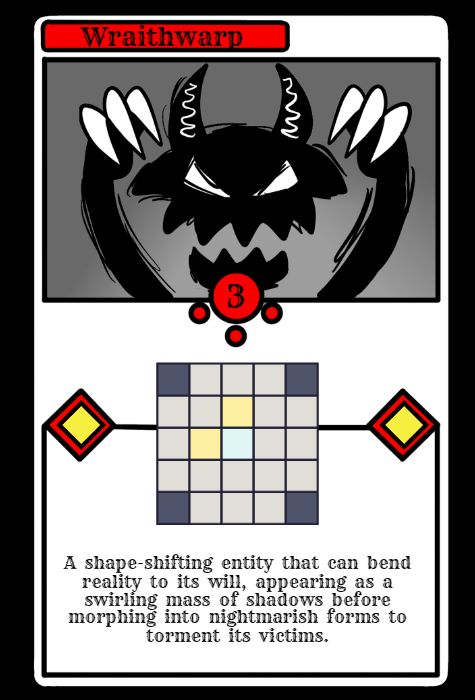 Wraithwarp
3
A shape-shifting entity that can bend
reality to its will, appearing as a
swirling mass of shadows before
morphing into nightmarish forms to
torment its victims.